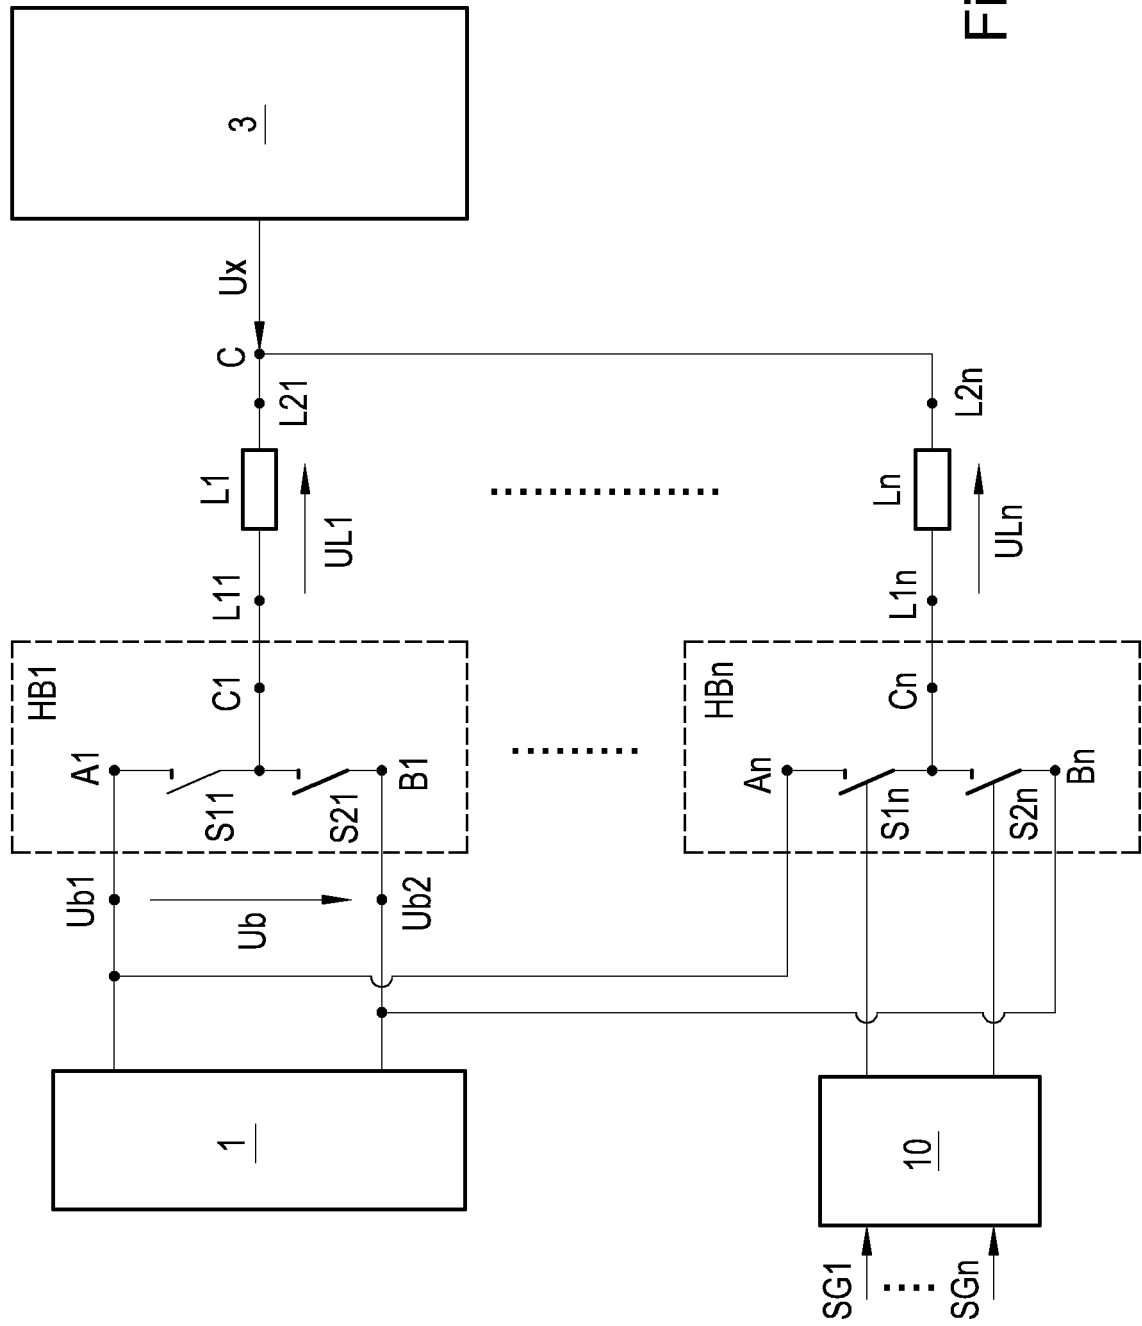 3
Ux
C
L21
L1
UL1
L11
HB1
C1
A1
S11
S21
B1
Ub1
Ub
Ub2
1
L2n
Ln
ULn
L1n
HBn
Cn
An
S1n
S2n
Bn
10
SG1
SGn